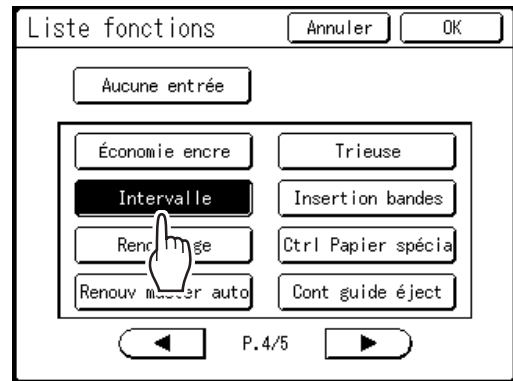 Liste fonctions
Annuler
OK
Aucune entrée
Économie encre
Trieuse
Intervalle
Insertion bandes
Ctrl Papier spécia
Renouv auto
Cont guide éject
P.4/5